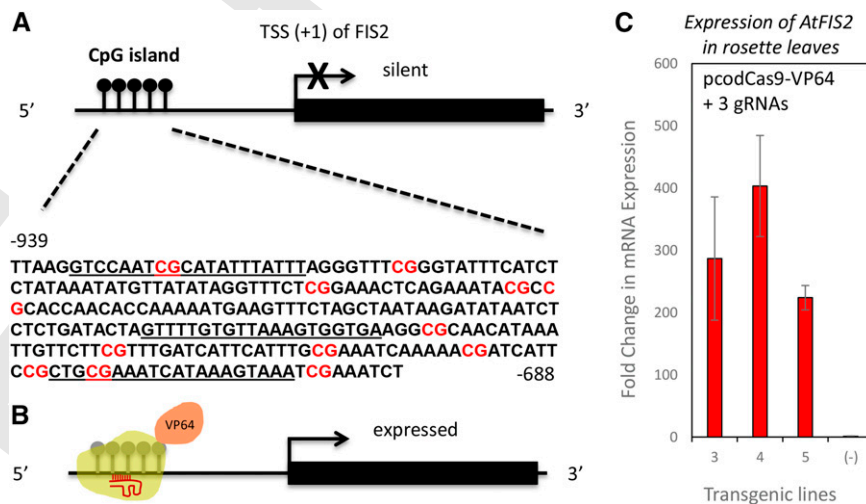 A
TSS (+1) of FIS2
CpG island
X
silent
5’
3’
-939
TTAAGGTCCAATCGCATATTTATTTAGGGTTTCGGGTATTTCATCT
CTATAAATATGTTATATAGGTTTCTCGGAAACTCAGAAATACGCC
GCACCAACACCAAAAATGAAGTTTCTAGCTAATAAGATATAATCT
CTCTGATACTAGTTTTGTGTTAAAGTGGTGAAGGCGCAACATAAA
TTGTTCTTCGTTTGATCATTCATTTGCGAAATCAAAAACGATCATT
CCGCTGCGAAATCATAAAGTAAATCGAAATCT
-688
B
VP64
expressed
5’
3’
C
Expression of AtFIS2
in rosette leaves
pcodCas9-VP64
+ 3 gRNAs
Fold Change in mRNA Expression
600
500
400
300
200
100
0
3 4 5 (-)
Transgenic lines